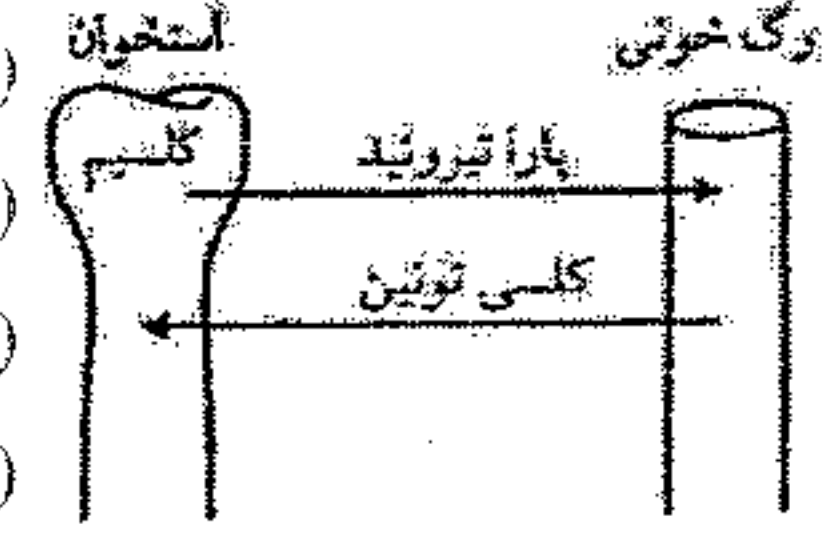 استخوان
رگ خونی
کلسیم
پاراتیروئید
کلسی تونین